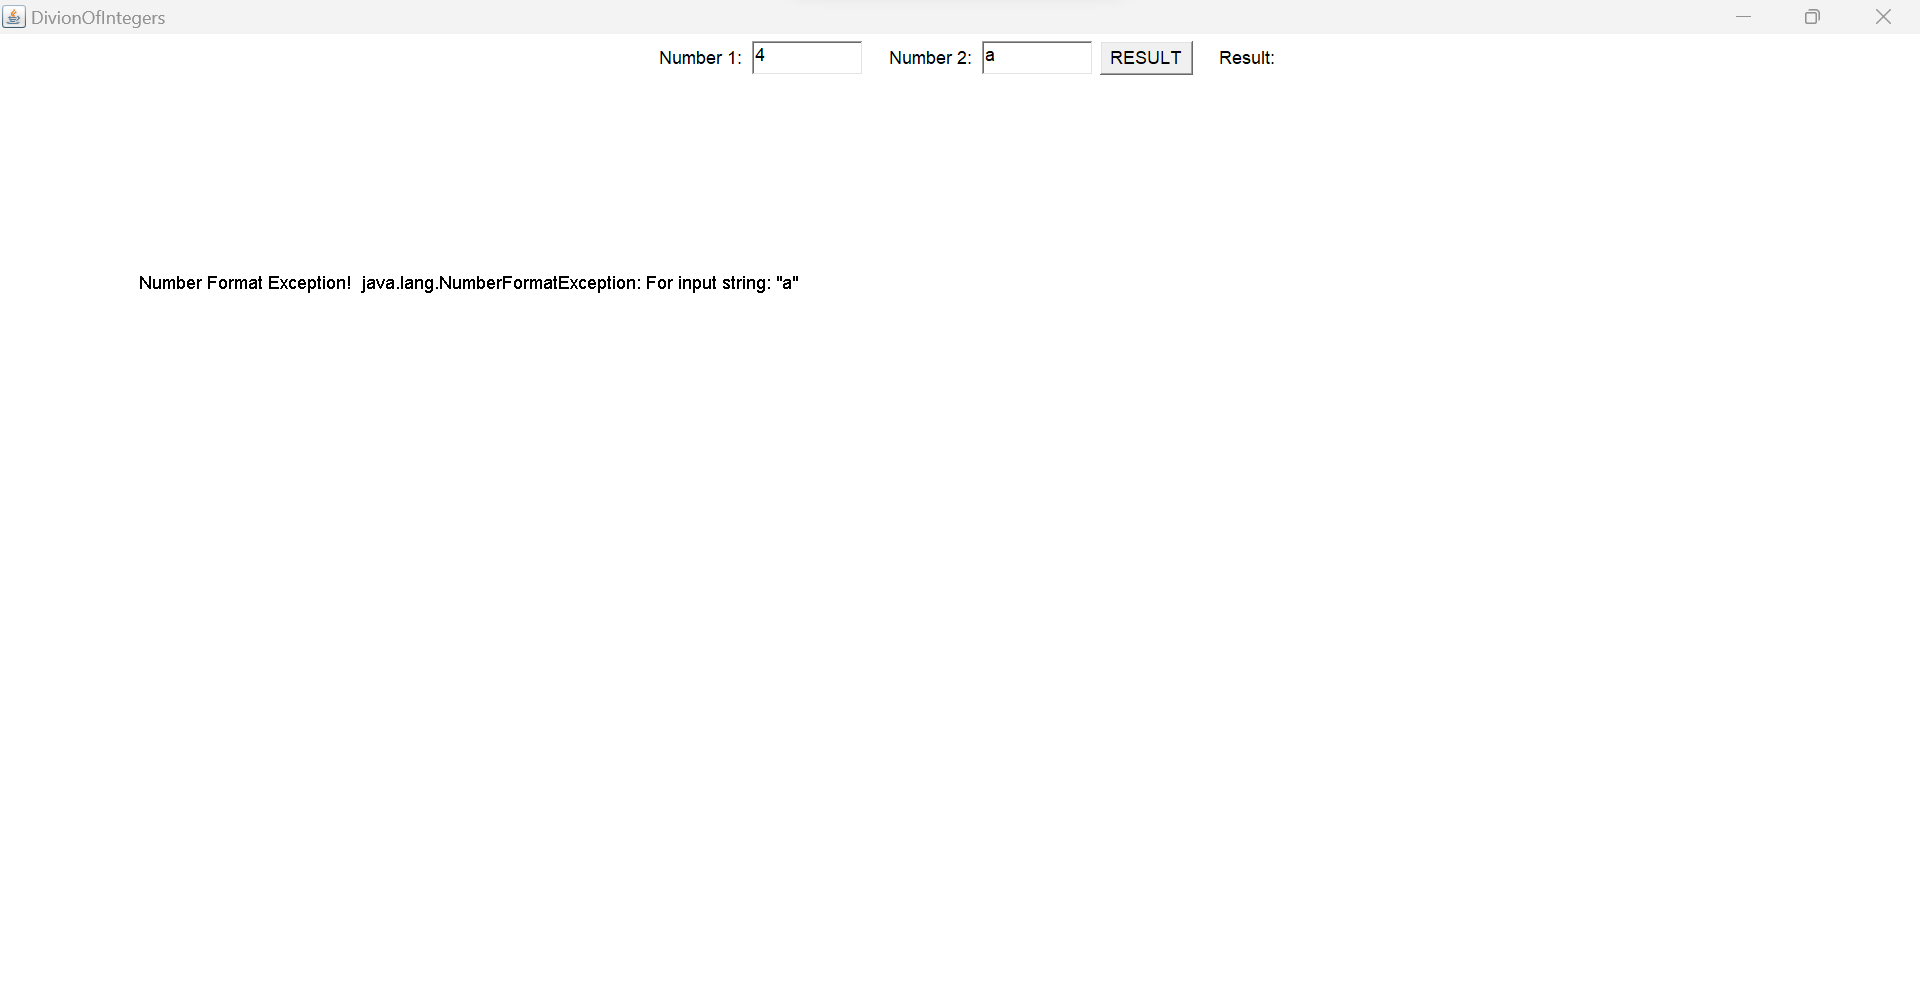 DivionOfIntegers
Number 1: 4 Number 2: a RESULT Result:
Number Format Exception!  java.lang.NumberFormatException: For input string: "a"